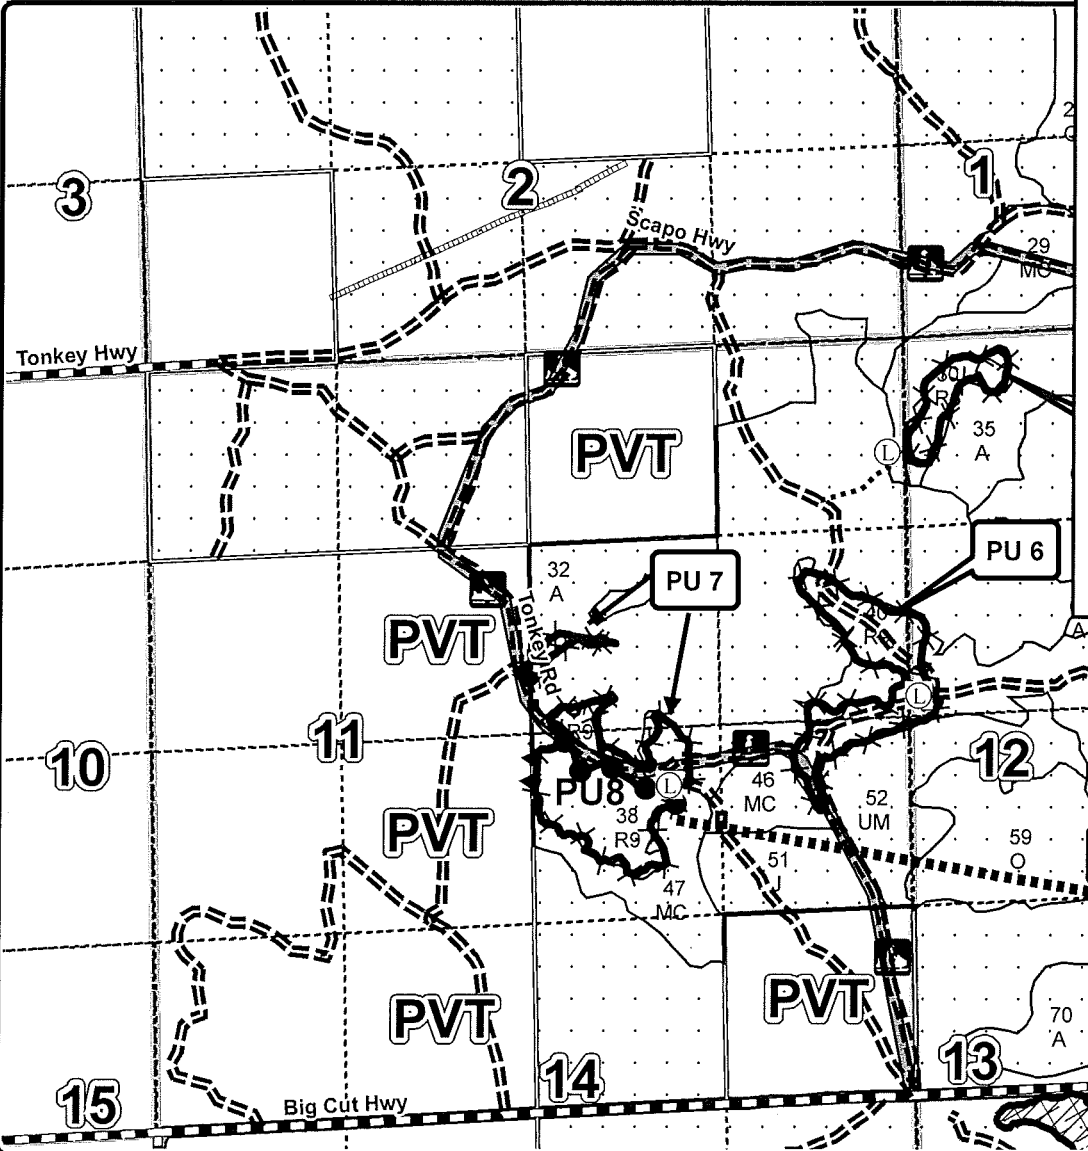 1
2
3
Scapo Hwy
29
MC
Tonkey Hwy
35
A
L
PVT
PU 6
32
A
PU 7
PVT
Tonkey Rd
A
L
11
10
12
PU8
L
46
MC
52
UM
38
R9
PVT
59
O
51
J
47
MC
PVT
PVT
70
A
14
13
15
Big Cut Hwy